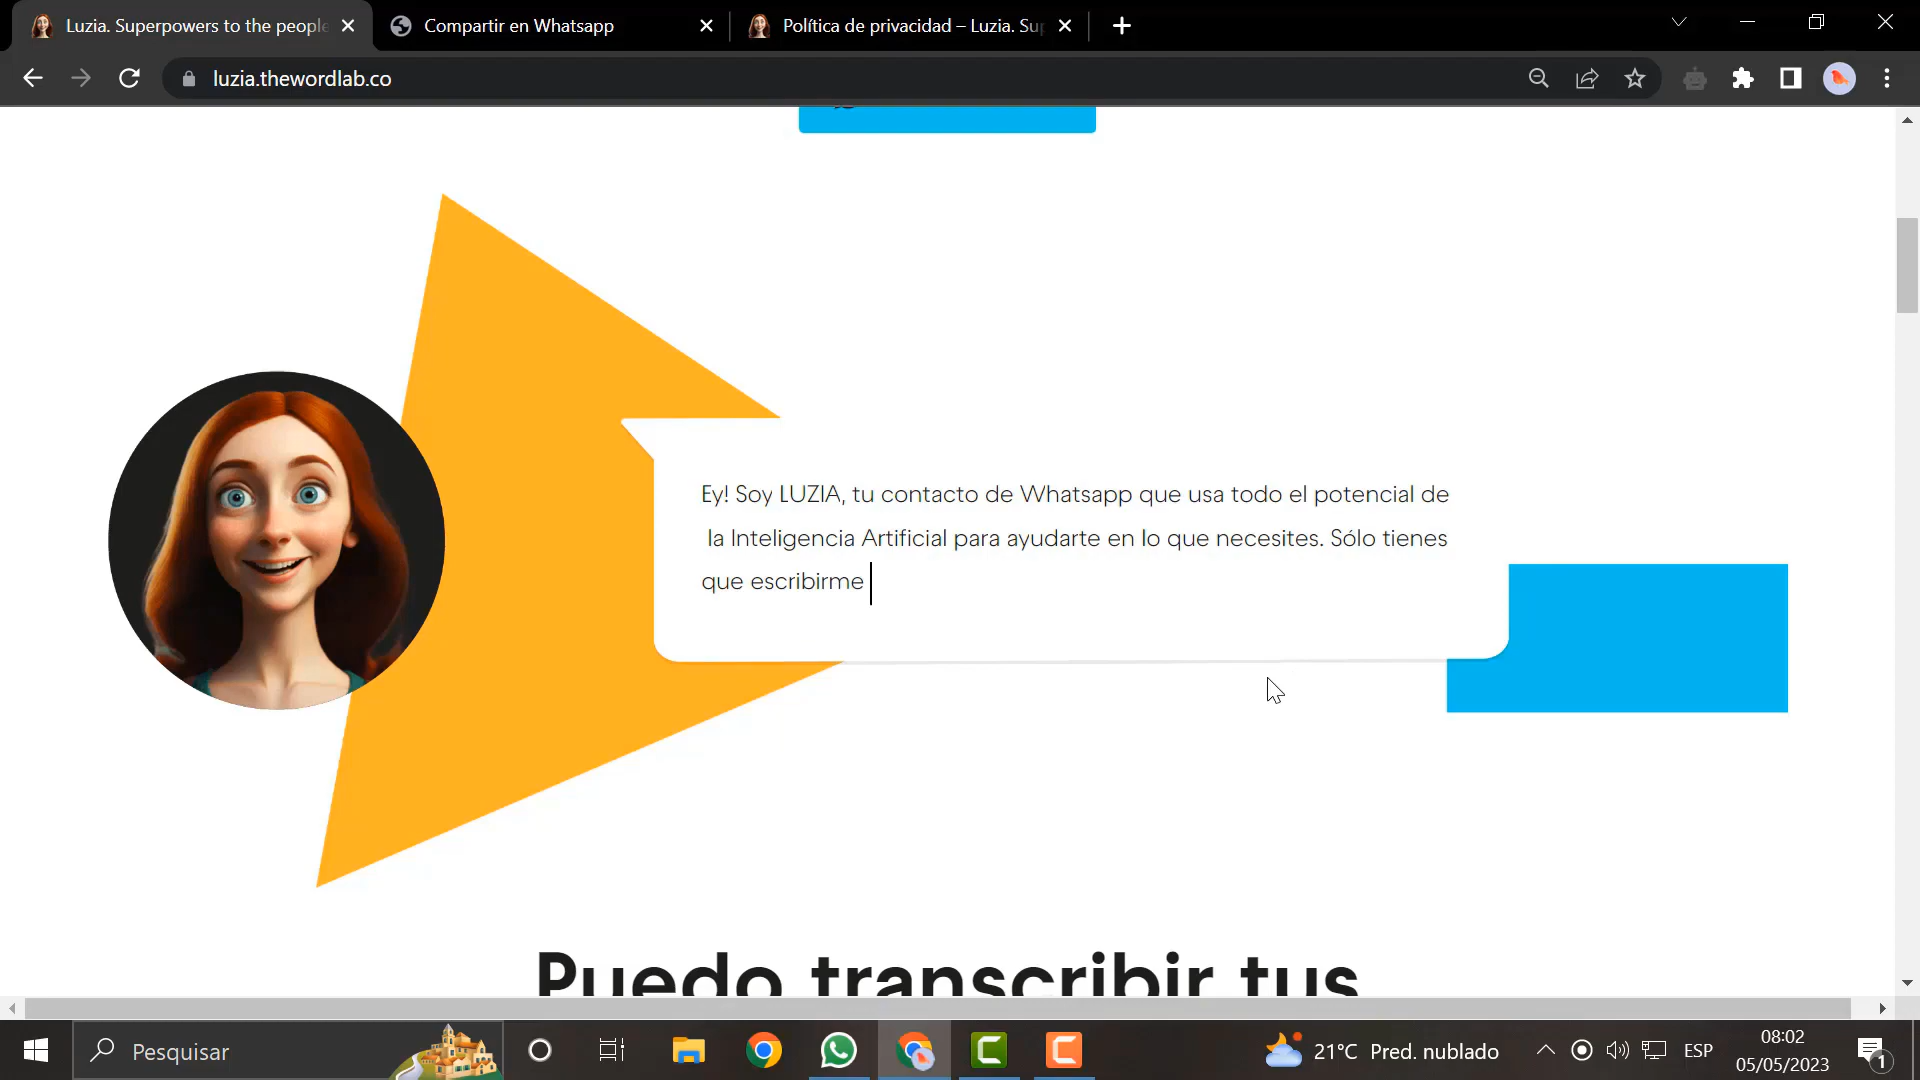 Luzia. Superpowers to the people
Compartir en Whatsapp
Política de privacidad – Luzia. Sup
luzia.thewordlab.co
Ey! Soy LUZIA, tu contacto de Whatsapp que usa todo el potencial de
la Inteligencia Artificial para ayudarte en lo que necesites. Sólo tienes
que escribirme
Puedo transcribir tus
Pesquisar
21°C Pred. nublado
ESP
08:02
05/05/2023
1